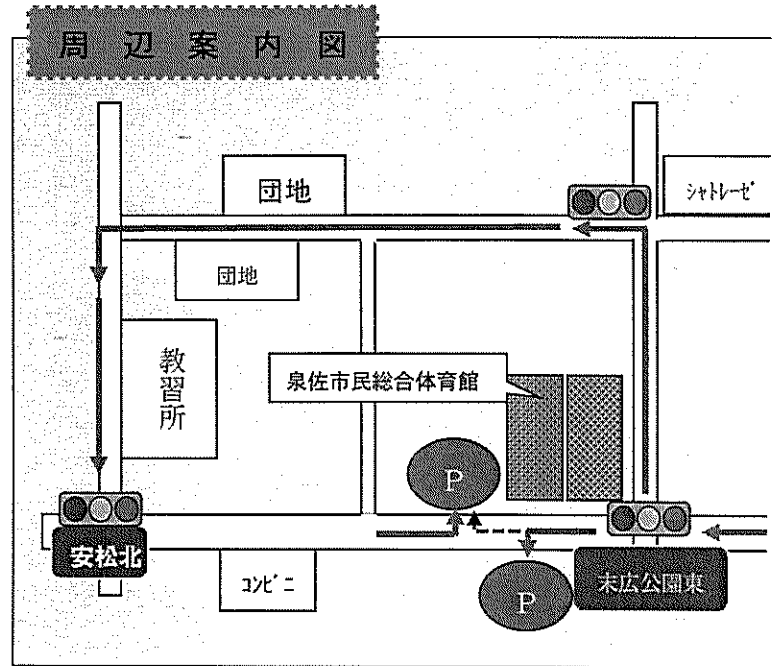 周辺案内図
団地
シャトレーゼ
団地
教習所
泉佐市民総合体育館
P
安松北
コンビニ
P
末広公園東